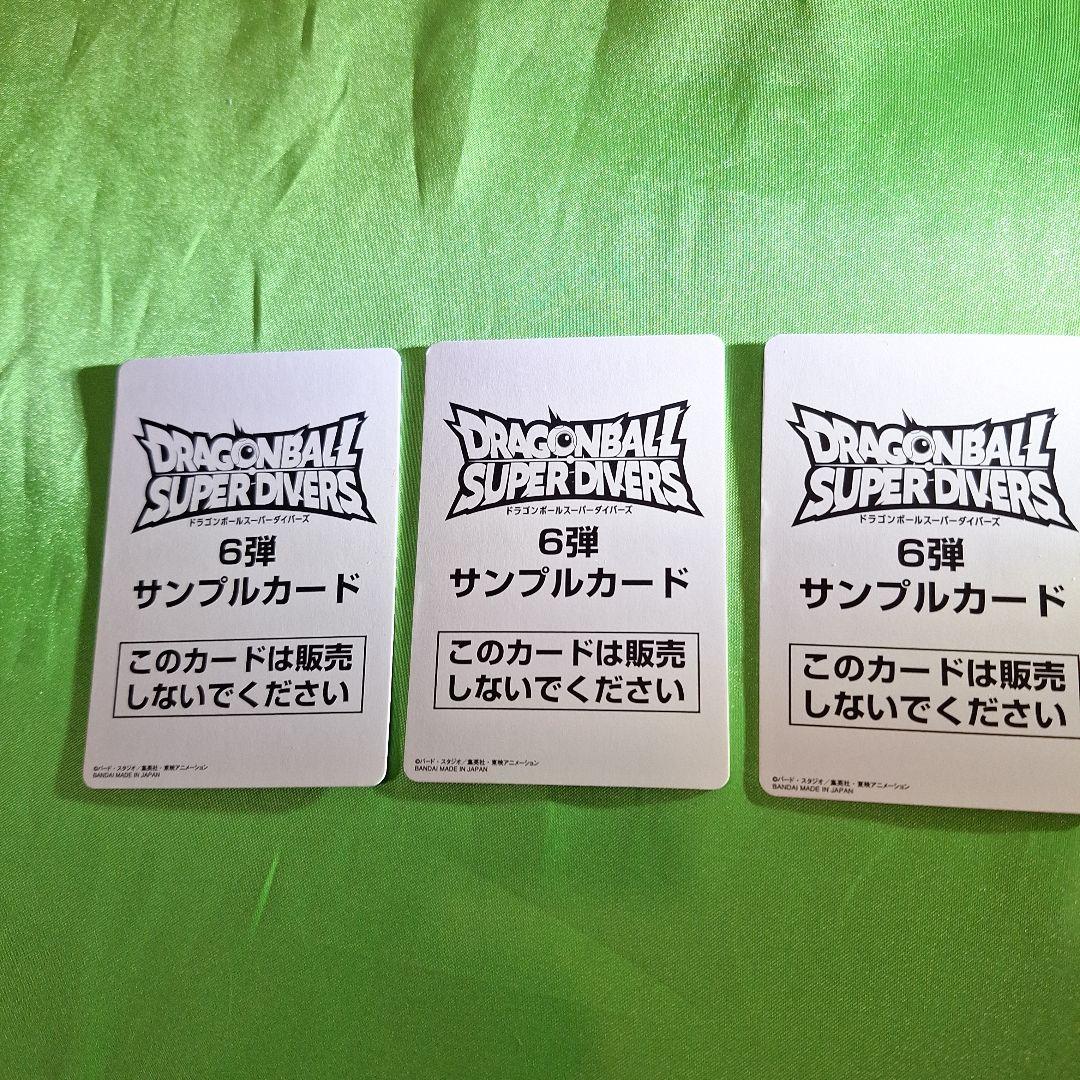 DRAGONBALL
SUPER DIVERS
ドラゴンボールスーパーダイバーズ
6弾
サンプルカード
このカードは販売
しないでください
©バード・スタジオ／集英社・東映アニメーション
BANDAI MADE IN JAPAN
DRAGONBALL
SUPER DIVERS
ドラゴンボールスーパーダイバーズ
6弾
サンプルカード
このカードは販売
しないでください
©バード・スタジオ／集英社・東映アニメーション
BANDAI MADE IN JAPAN
DRAGONBALL
SUPER DIVERS
ドラゴンボールスーパーダイバーズ
6弾
サンプルカード
このカードは販売
しないでください
©バード・スタジオ／集英社・東映アニメーション
BANDAI MADE IN JAPAN